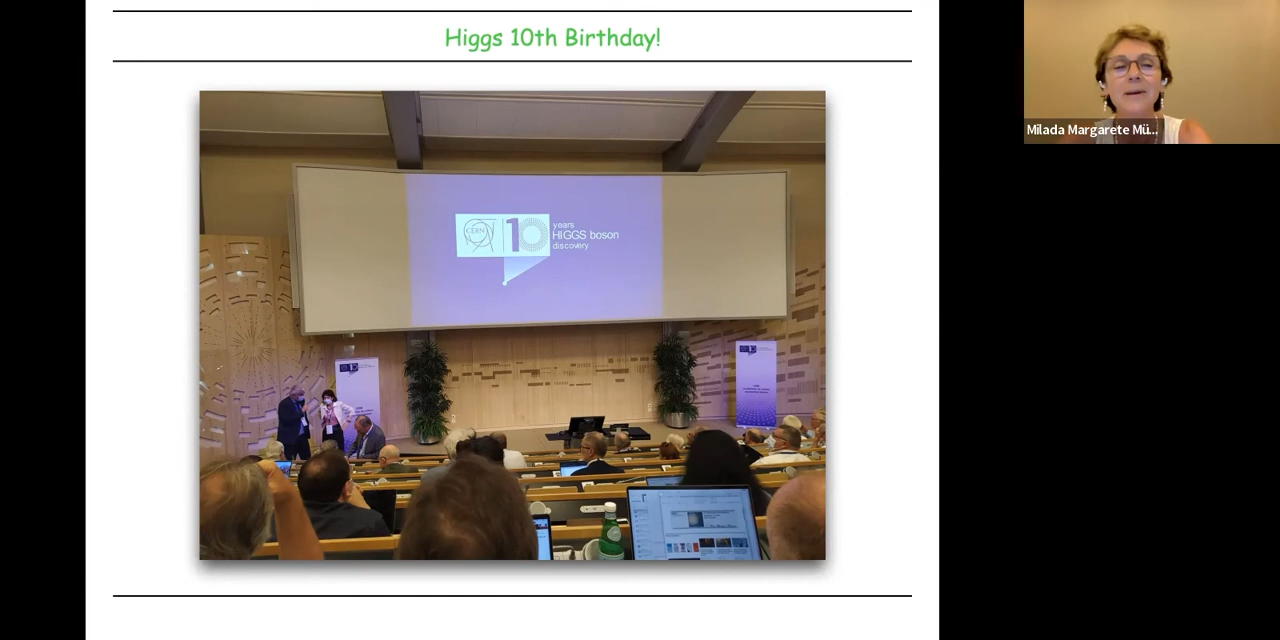 Higgs 10th Birthday!
Milada Margarete Mü...
CERN
10
years
HIGGS boson
discovery